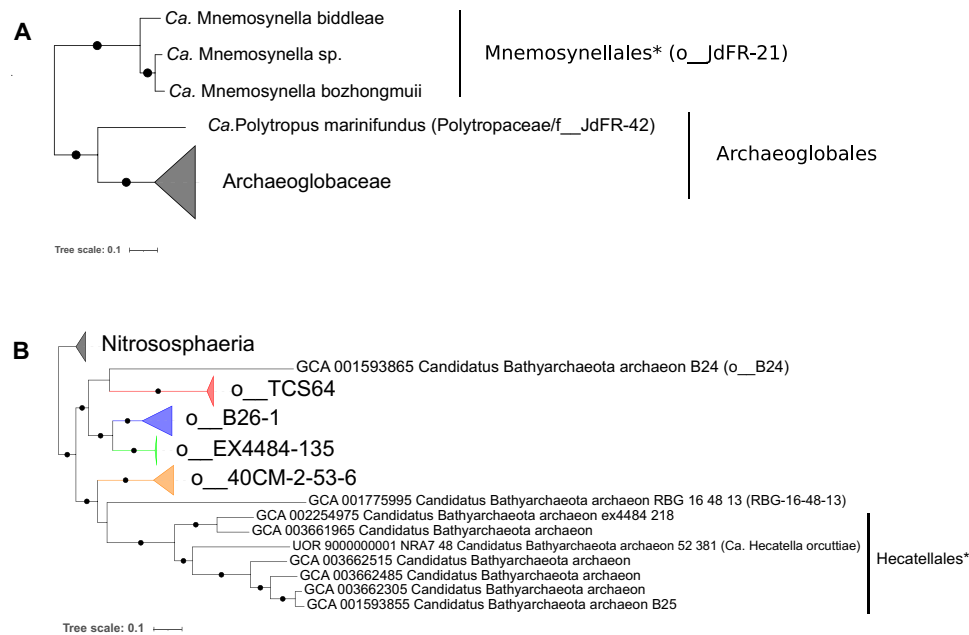 A
Ca. Mnemosynella biddleae
Ca. Mnemosynella sp.
Ca. Mnemosynella bozhongmuii
Mnemosynellales* (o__JdFR-21)
Ca.Polytropus marinifundus (Polytropaceae/f__JdFR-42)
Archaeoglobaceae
Archaeoglobales
Tree scale: 0.1
B
Nitrososphaeria
GCA 001593865 Candidatus Bathyarchaeota archaeon B24 (o__B24)
o__TCS64
o__B26-1
o__EX4484-135
o__40CM-2-53-6
GCA 001775995 Candidatus Bathyarchaeota archaeon RBG 16 48 13 (RBG-16-48-13)
GCA 002254975 Candidatus Bathyarchaeota archaeon ex4484 218
GCA 003661965 Candidatus Bathyarchaeota archaeon
UOR 9000000001 NRA7 48 Candidatus Bathyarchaeota archaeon 52 381 (Ca. Hecatella orcuttiae)
GCA 003662515 Candidatus Bathyarchaeota archaeon
GCA 003662485 Candidatus Bathyarchaeota archaeon
GCA 003662305 Candidatus Bathyarchaeota archaeon
GCA 001593855 Candidatus Bathyarchaeota archaeon B25
Hecatellales*
Tree scale: 0.1